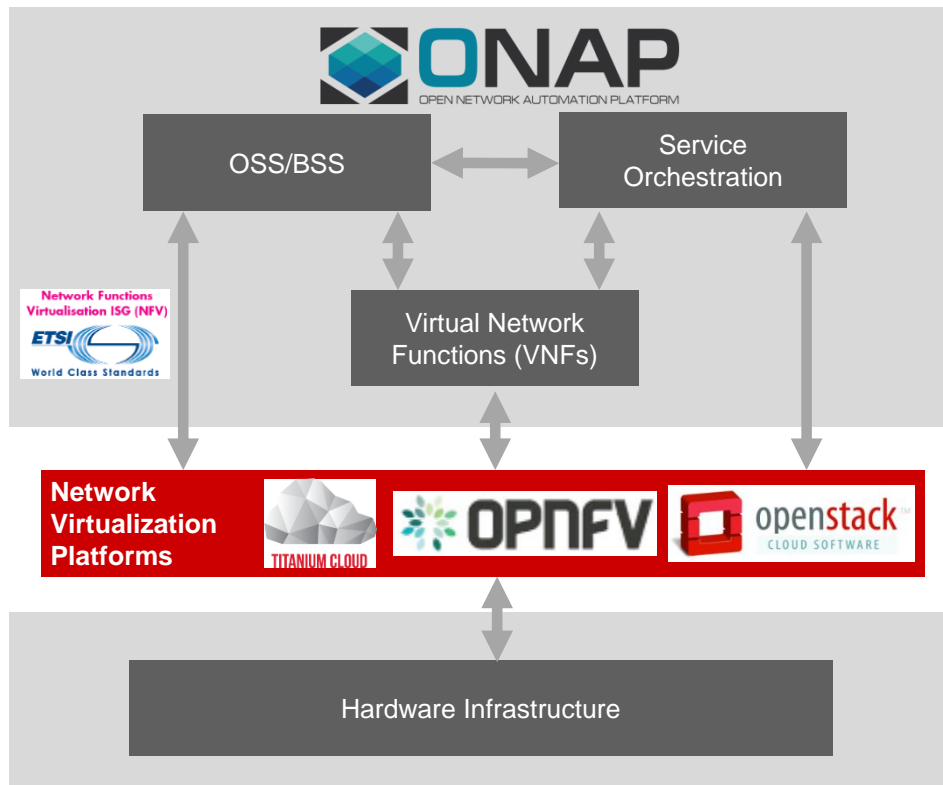 ONAP
OPEN NETWORK AUTOMATION PLATFORM
OSS/BSS
Service
Orchestration
Network Functions
Virtualisation ISG (NFV)
ETSI
World Class Standards
Virtual Network
Functions (VNFs)
Network
Virtualization
Platforms
TITANIUM CLOUD
OPNFV
openstack™
CLOUD SOFTWARE
Hardware Infrastructure